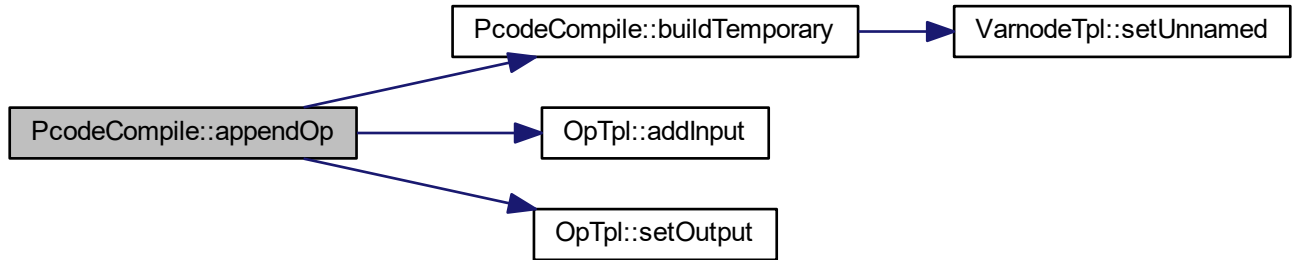 PcodeCompile::buildTemporary
VarnodeTpl::setUnnamed
PcodeCompile::appendOp
OpTpl::addInput
OpTpl::setOutput